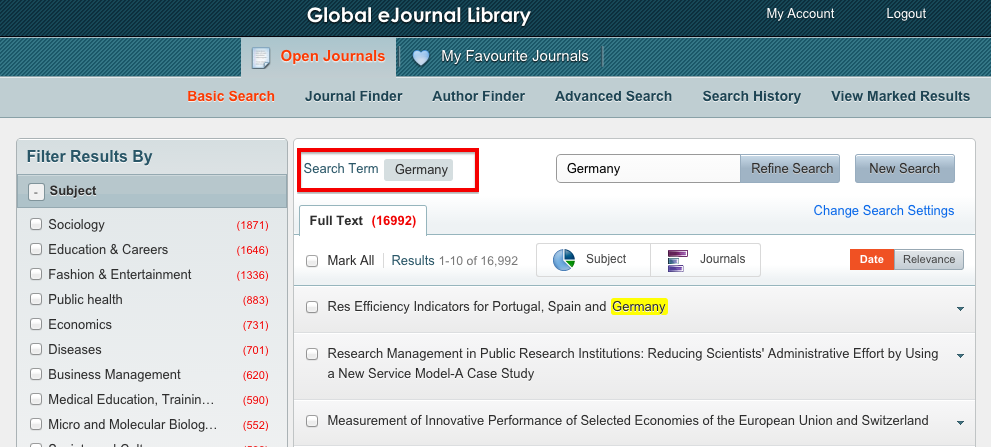 Global eJournal Library
My Account
Logout
Open Journals
My Favourite Journals
Basic Search
Journal Finder
Author Finder
Advanced Search
Search History
View Marked Results
Filter Results By
- Subject
Sociology (1871)
Education & Careers (1646)
Fashion & Entertainment (1336)
Public health (883)
Economics (731)
Diseases (701)
Business Management (620)
Medical Education, Trainin... (590)
Micro and Molecular Biolog... (552)
Search Term Germany
Germany
Refine Search
New Search
Change Search Settings
Full Text (16992)
Mark All
Results 1-10 of 16,992
Subject
Journals
Date
Relevance
Res Efficiency Indicators for Portugal, Spain and Germany
Research Management in Public Research Institutions: Reducing Scientists' Administrative Effort by Using
a New Service Model-A Case Study
Measurement of Innovative Performance of Selected Economies of the European Union and Switzerland